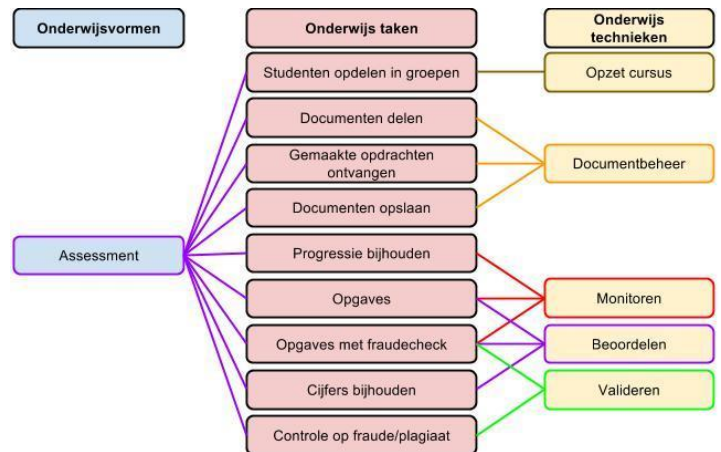 Onderwijsvormen
Onderwijs taken
Onderwijs
technieken
Studenten opdelen in groepen
Opzet cursus
Documenten delen
Gemaakte opdrachten
ontvangen
Documentbeheer
Documenten opslaan
Assessment
Progressie bijhouden
Opgaves
Monitoren
Opgaves met fraudecheck
Beoordelen
Cijfers bijhouden
Valideren
Controle op fraude/plagiaat